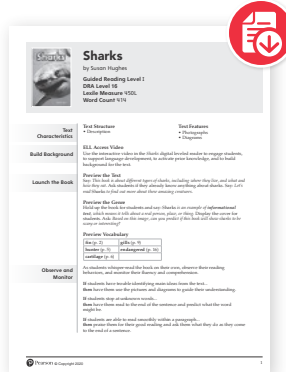 Sharks
Sharks
by Susan Hughes
Guided Reading Level I
DRA Level 16
Lexile Measure 450L
Word Count 414
Text
Characteristics
Text Structure
• Description
Text Features
• Photographs
• Diagrams
Build Background
ELL Access Video
Use the interactive video in the Sharks digital leveled reader to engage students,
to support language development, to activate prior knowledge, and to build
background for the text.
Launch the Book
Preview the Text
Say: This book is about different types of sharks, including where they live, and what and
how they eat. Ask students if they already know anything about sharks. Say: Let's
read Sharks to find out more about these amazing creatures.
Preview the Genre
Hold up the book for students and say: Sharks is an example of informational
text, which means it tells about a real person, place, or thing. Display the cover for
students. Ask: Based on this image, can you predict if this book will show sharks to be
scary or interesting?
Preview Vocabulary
fin (p. 2)
gills (p. 9)
hunter (p. 5)
endangered (p. 16)
cartilage (p. 6)
Observe and
Monitor
As students whisper-read the book on their own, observe their reading
behaviors, and monitor their fluency and comprehension.
If students have trouble identifying main ideas from the text…
then have them use the pictures and diagrams to guide their understanding.
If students stop at unknown words…
then have them read to the end of the sentence and predict what the word
might be.
If students are able to read smoothly within a paragraph…
then praise them for their good reading and ask them what they do as they come
to the end of a sentence.
Pearson © Copyright 2020
1